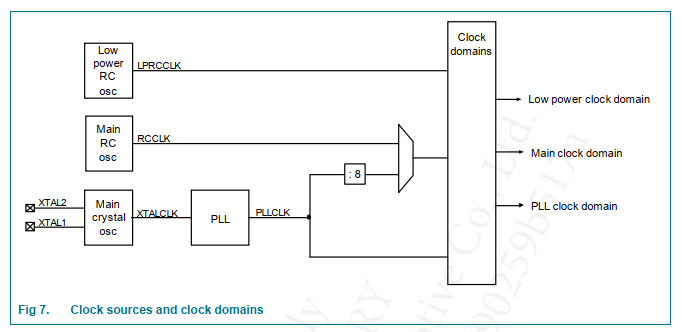 Low
power
RC
osc
LPRCCLK
Clock
domains
Low power clock domain
Main
RC
osc
RCCLK
Main clock domain
: 8
XTAL2
XTAL1
Main
crystal
osc
XTALCLK
PLL
PLLCLK
PLL clock domain
Fig 7. Clock sources and clock domains